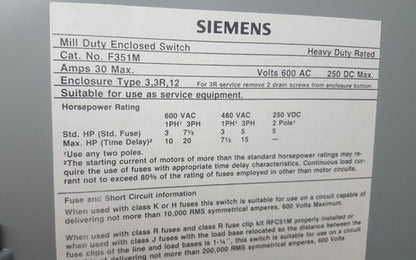 SIEMENS
Mill Duty Enclosed Switch Heavy Duty Rated
Cat. No. F351M
Amps 30 Max. Volts 600 AC 250 DC Max.
Enclosure Type 3,3R,12 For 3R service remove 2 drain screws from enclosure bottom.
Suitable for use as service equipment.
Horsepower Rating
600 VAC 480 VAC 250 VDC
1PH¹ 3PH 1PH¹ 3PH 2 Pole¹
Std. HP (Std. Fuse) 3 7½ 3 5 5
Max. HP (Time Delay)² 10 20 7½ 15 —
¹Use any two poles.
²The starting current of motors of more than the standard horsepower ratings may re-
quire the use of fuses with appropriate time delay characteristics. Continuous load cur-
rant not to exceed 80% of the rating of fuses employed in other than motor circuits.
Fuse and Short Circuit information
When used with class K or H fuses this switch is suitable for use on a circuit capable of
delivering not more than 10,000 RMS symmetrical amperes, 600 Volts Maximum.
When used with class R fuses and class R fuse clip kit RFC51M properly installed or
when used with class J fuses with the load base relocated so the distance between the
fuse clips of the line and load bases is 1-⅛", this switch is suitable for use on a circuit
delivering not more than 200,000 RMS symmetrical amperes, 600 Volts